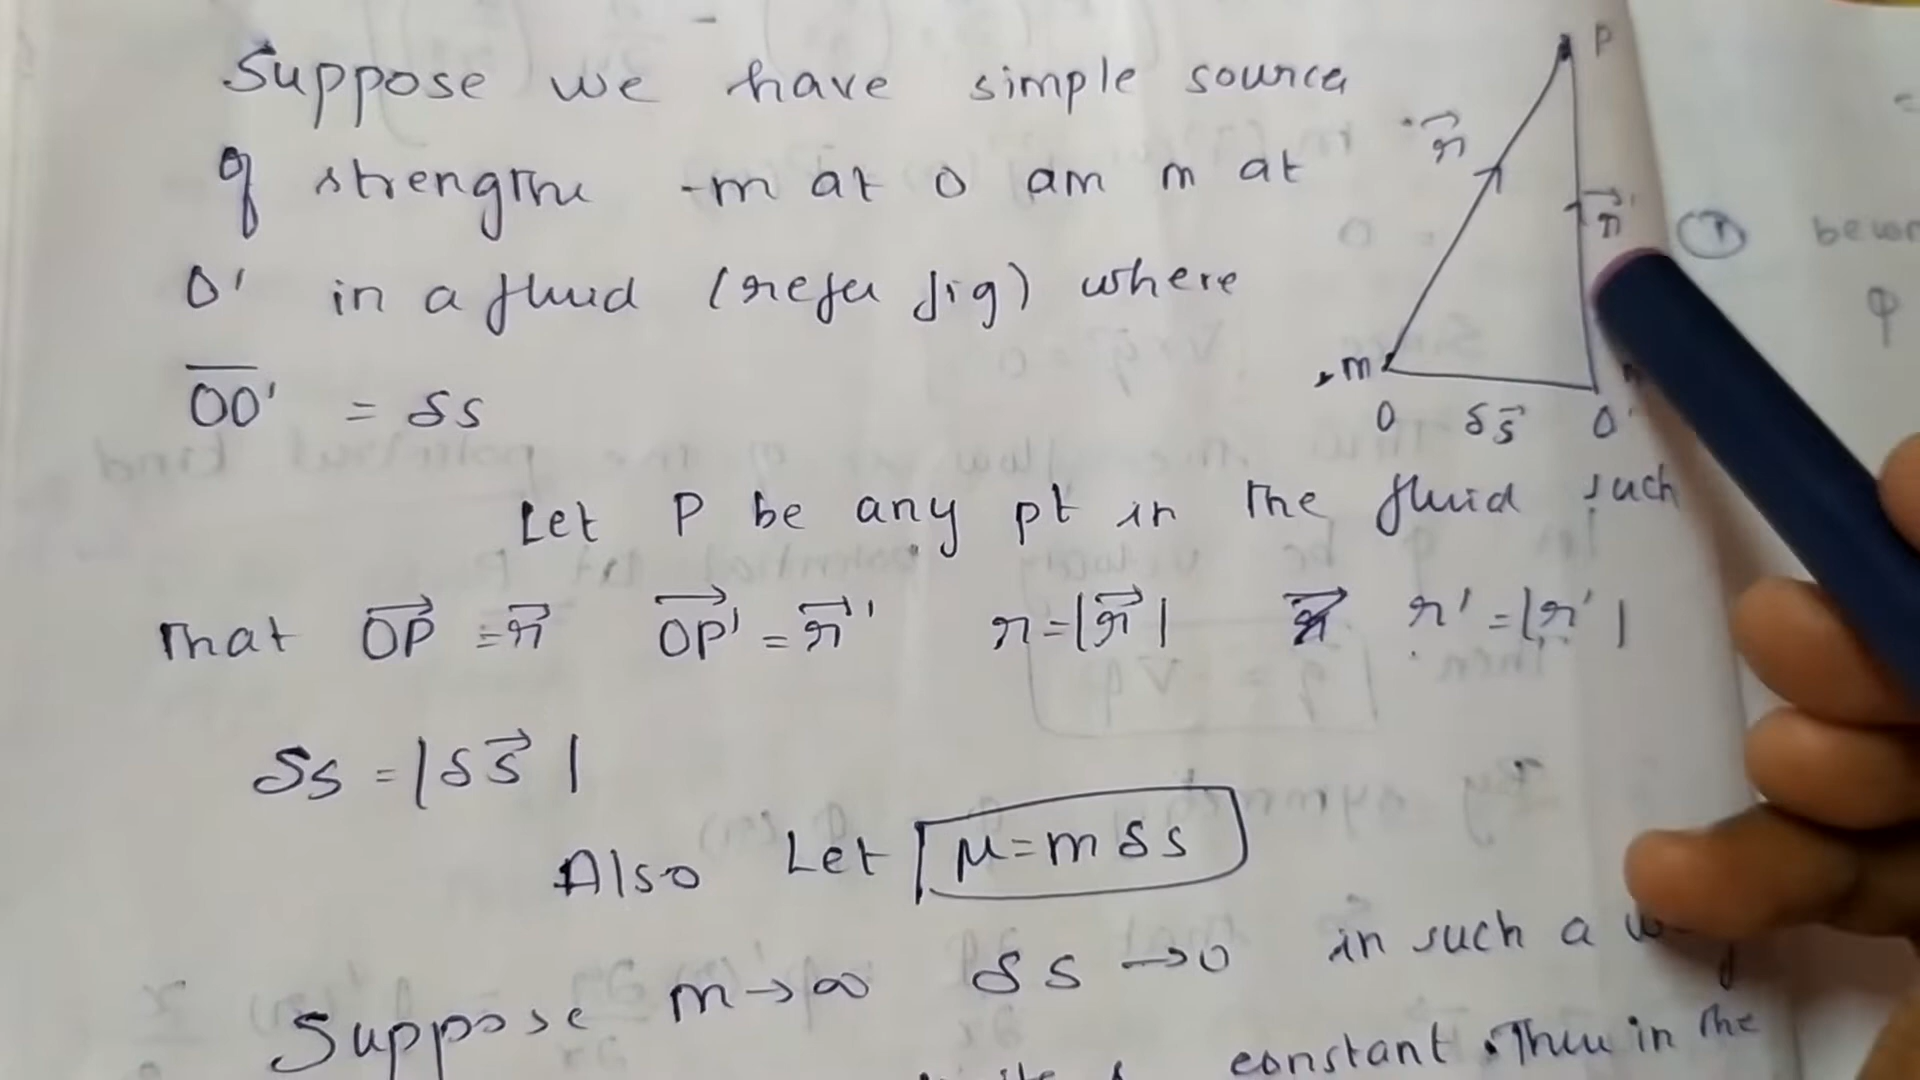 Suppose we have simple source
of strength -m at O am m at
O' in a fluid (refer fig) where
OO' = δs
Let P be any pt in the fluid such
That OP = r⃗ OP' = r⃗' r = |r⃗| r' = |r'|
δs = |δs⃗|
Also Let μ = m δs
Suppose m → ∞ δs → 0 in such a
constant. Then in the
P
r⃗
r⃗'
m
O δs⃗ O'